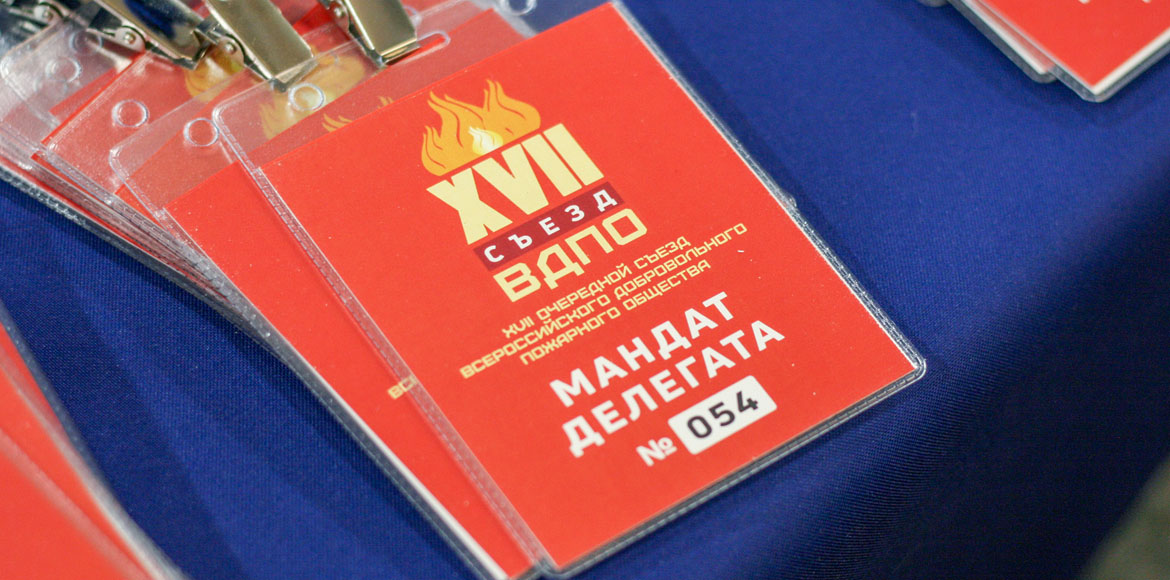 XVII
СЪЕЗД
ВДПО
XVII ОЧЕРЕДНОЙ СЪЕЗД
ВСЕРОССИЙСКОГО ДОБРОВОЛЬНОГО
ПОЖАРНОГО ОБЩЕСТВА
МАНДАТ
ДЕЛЕГАТА
№ 054